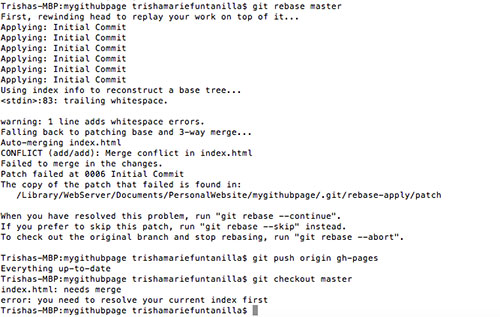 Trishas-MBP:mygithubpage trishamariefuntanilla$ git rebase master
First, rewinding head to replay your work on top of it...
Applying: Initial Commit
Applying: Initial Commit
Applying: Initial Commit
Applying: Initial Commit
Applying: Initial Commit
Applying: Initial Commit
Using index info to reconstruct a base tree...
<stdin>:83: trailing whitespace.
warning: 1 line adds whitespace errors.
Falling back to patching base and 3-way merge...
Auto-merging index.html
CONFLICT (add/add): Merge conflict in index.html
Failed to merge in the changes.
Patch failed at 0006 Initial Commit
The copy of the patch that failed is found in:
   /Library/WebServer/Documents/PersonalWebsite/mygithubpage/.git/rebase-apply/patch
When you have resolved this problem, run "git rebase --continue".
If you prefer to skip this patch, run "git rebase --skip" instead.
To check out the original branch and stop rebasing, run "git rebase --abort".
Trishas-MBP:mygithubpage trishamariefuntanilla$ git push origin gh-pages
Everything up-to-date
Trishas-MBP:mygithubpage trishamariefuntanilla$ git checkout master
index.html: needs merge
error: you need to resolve your current index first
Trishas-MBP:mygithubpage trishamariefuntanilla$